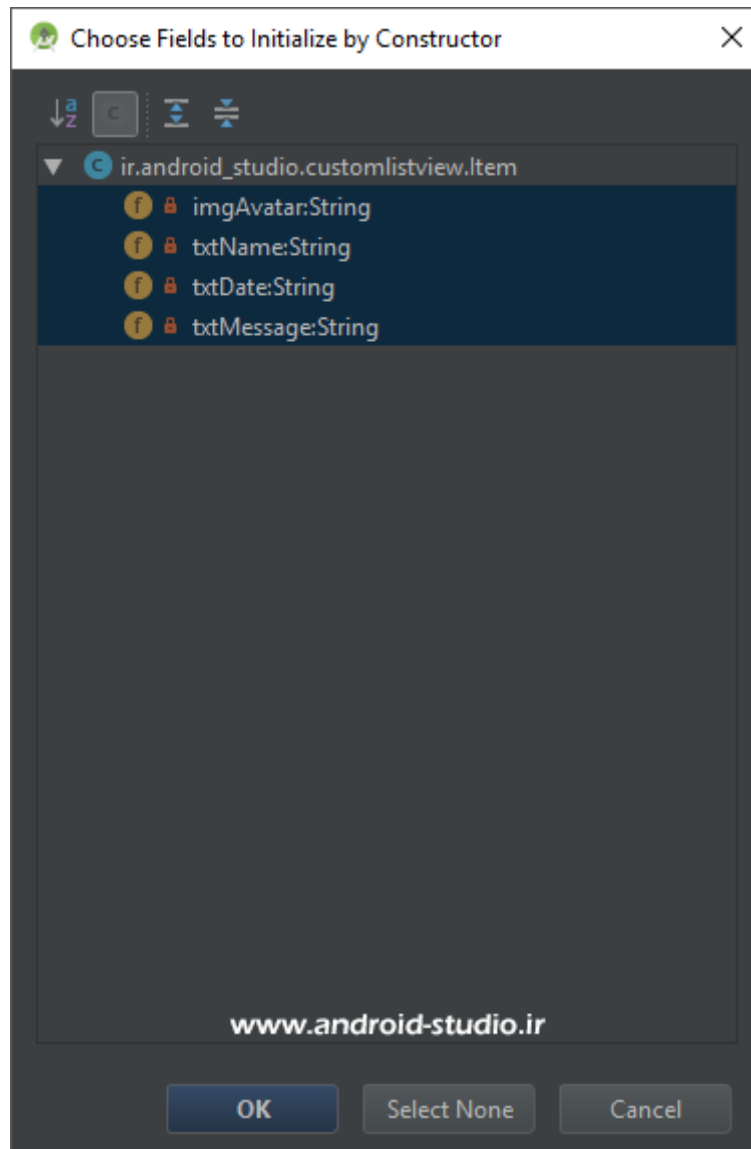 Choose Fields to Initialize by Constructor
ir.android_studio.customlistview.Item
imgAvatar:String
txtName:String
txtDate:String
txtMessage:String
www.android-studio.ir
OK Select None Cancel